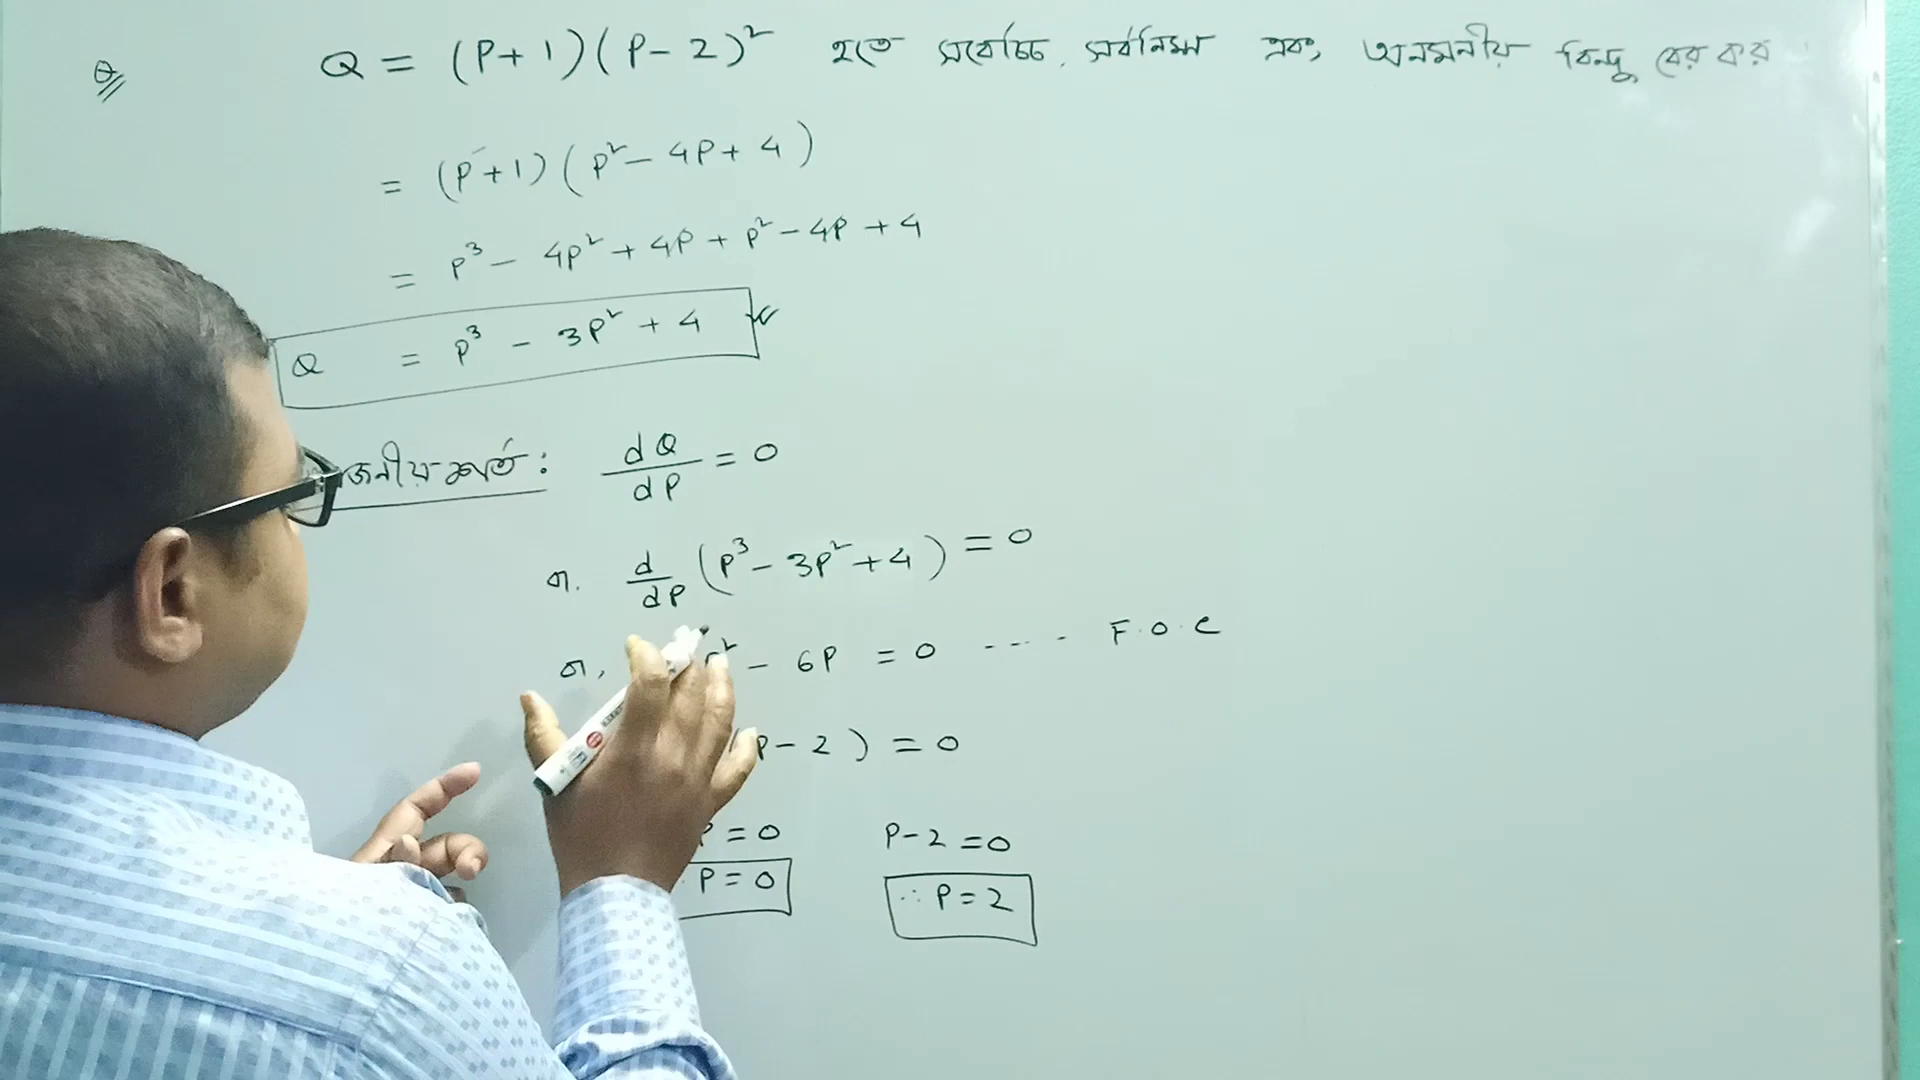 Q// Q = (P+1)(P-2)² হতে সর্বোচ্চ, সর্বনিম্ন এবং অনমনীয় বিন্দু বের কর
= (P+1)(P²-4P+4)
= P³ - 4P² + 4P + P² - 4P + 4
Q = P³ - 3P² + 4
জনীয় শর্ত : dQ/dP = 0
বা, d/dP (P³ - 3P² + 4) = 0
বা, ² - 6P = 0 ---- F.O.C
P-2) = 0
P = 0 P-2 = 0
P = 0 ∴ P = 2